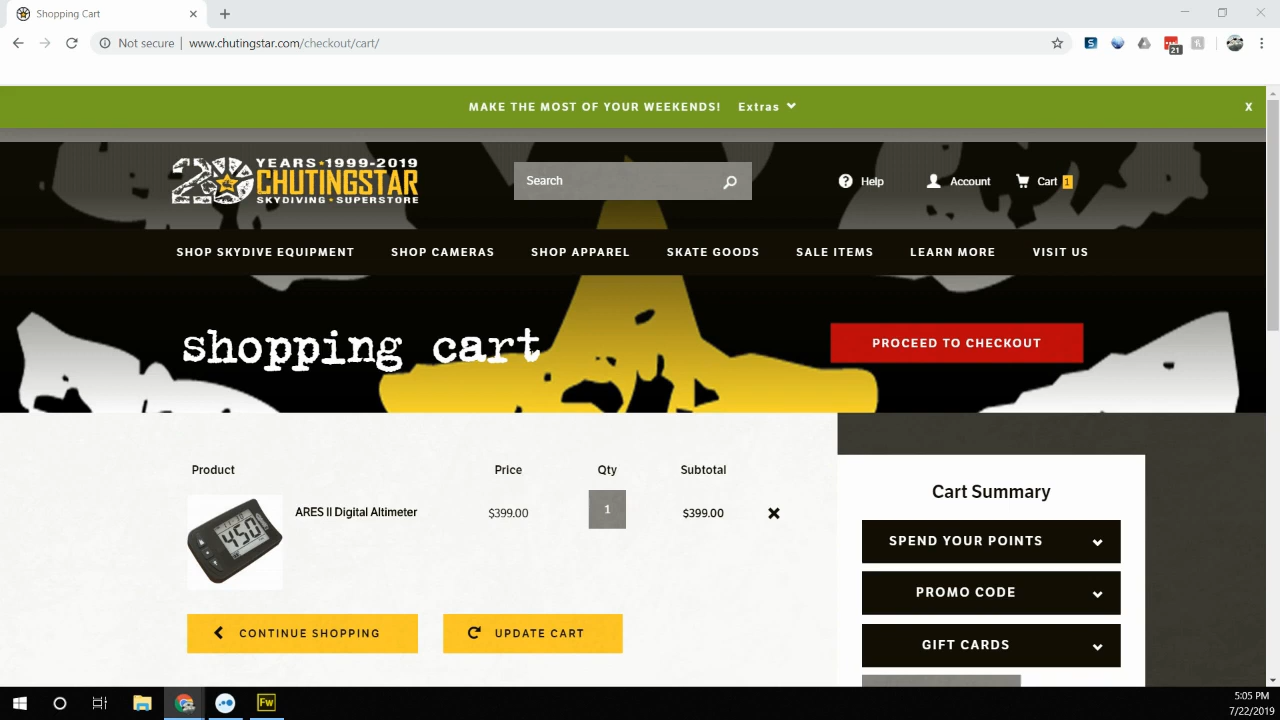 Shopping Cart
Not secure | www.chutingstar.com/checkout/cart/
21
MAKE THE MOST OF YOUR WEEKENDS! Extras X
20 YEARS 1999-2019
CHUTINGSTAR
SKYDIVING SUPERSTORE
Search
Help Account Cart 1
SHOP SKYDIVE EQUIPMENT SHOP CAMERAS SHOP APPAREL SKATE GOODS SALE ITEMS LEARN MORE VISIT US
shopping cart
PROCEED TO CHECKOUT
Product Price Qty Subtotal
ARES II Digital Altimeter $399.00 1 $399.00
450
CONTINUE SHOPPING UPDATE CART
Cart Summary
SPEND YOUR POINTS
PROMO CODE
GIFT CARDS
Fw
5:05 PM
7/22/2019